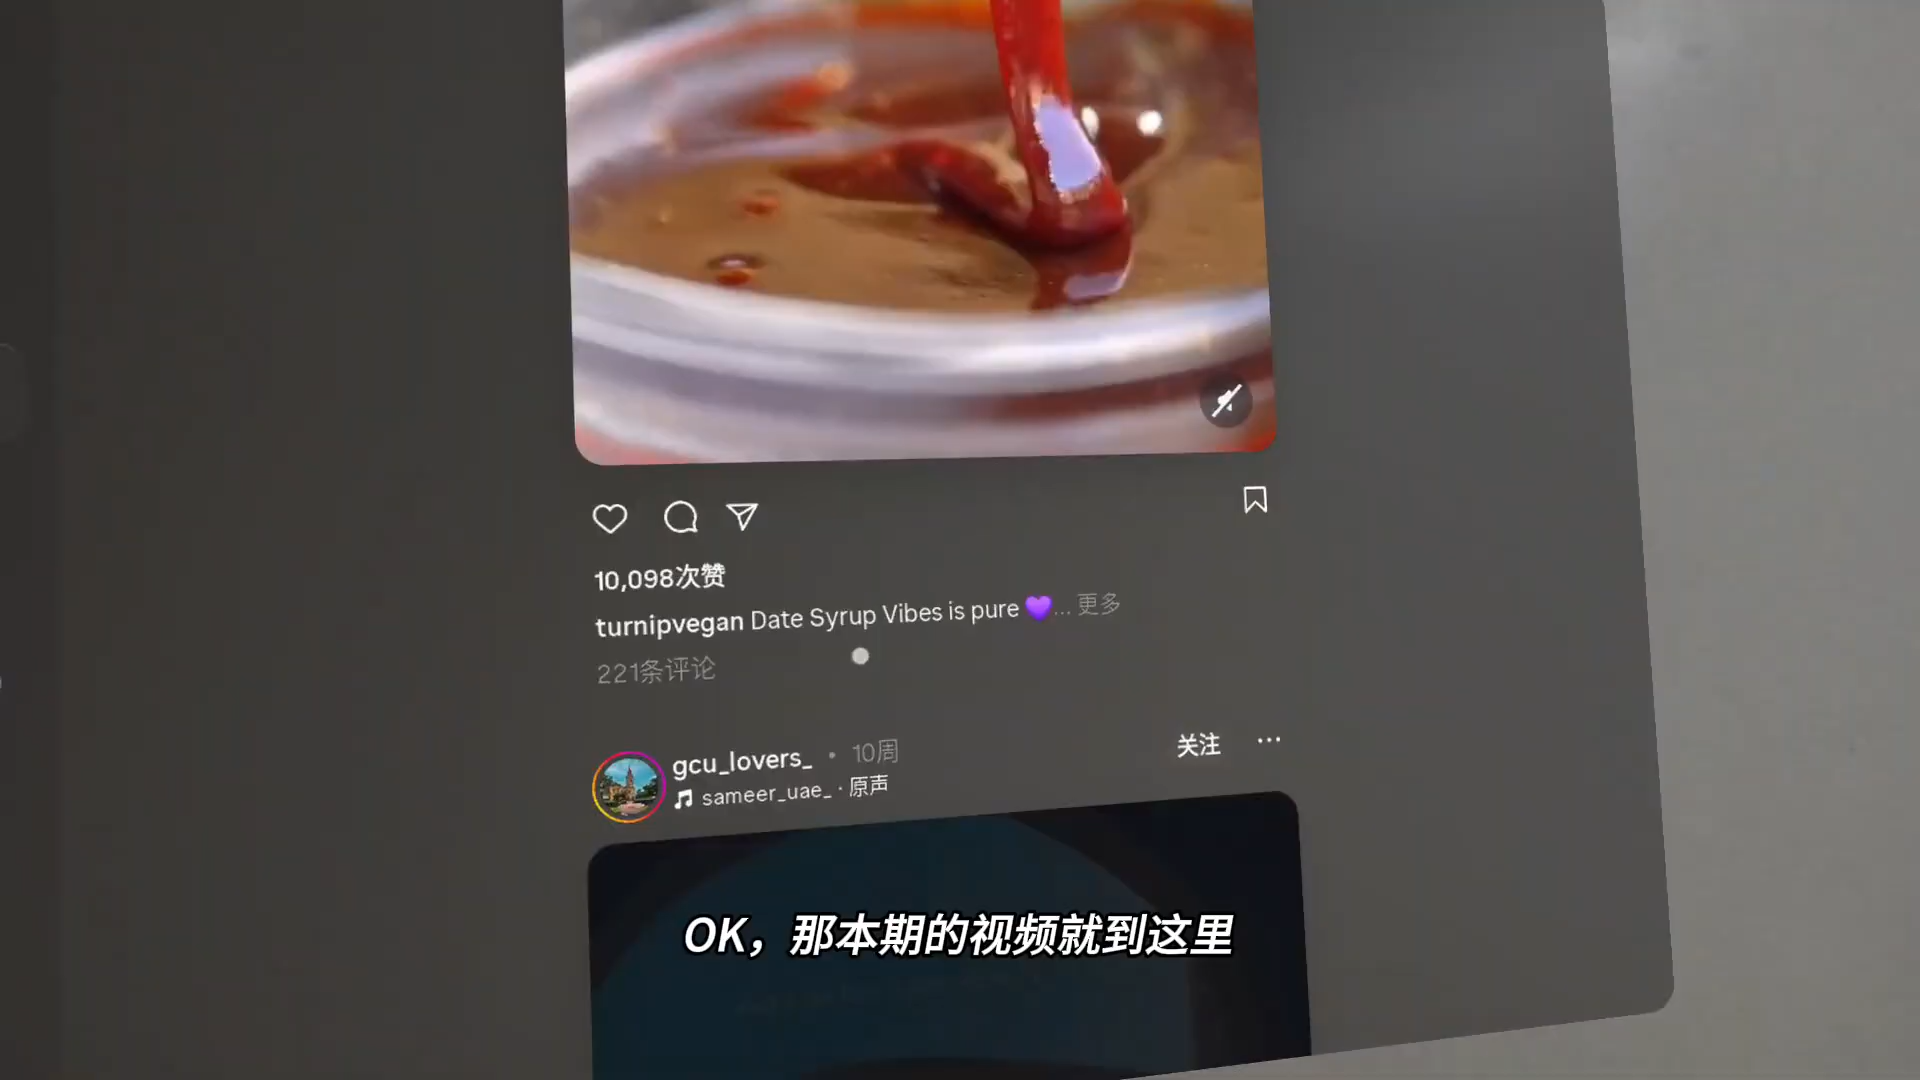 10,098次赞
turnipvegan Date Syrup Vibes is pure 💜... 更多
221条评论
gcu_lovers_ • 10周
关注 ...
sameer_uae_ · 原声
OK，那本期的视频就到这里